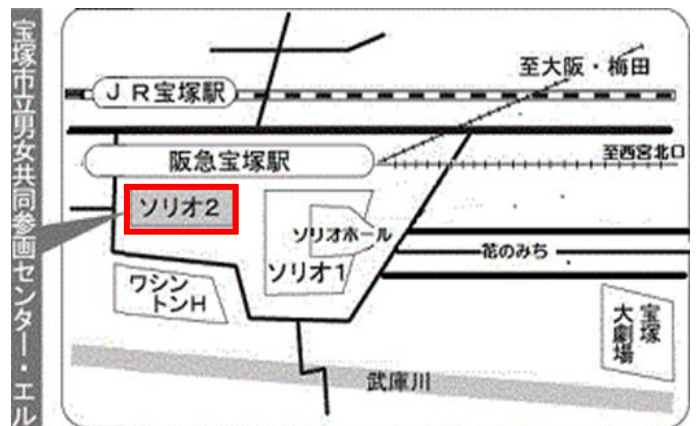 宝塚市立男女共同参画センター・エル
至大阪・梅田
JR宝塚駅
阪急宝塚駅
至西宮北口
ソリオ2
ソリオホール
ソリオ1
花のみち
ワシン
トンH
宝塚
大劇場
武庫川